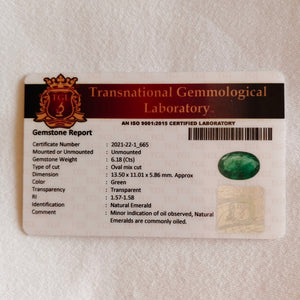 TGL
Transnational Gemmological
Laboratory
AN ISO 9001:2015 CERTIFIED LABORATORY
Gemstone Report
Certificate Number : 2021-22-1_665
Mounted or Unmounted : Unmounted
Gemstone Weight : 6.18 (Cts)
Type of cut : Oval mix cut
Dimension : 13.50 x 11.01 x 5.86 mm Approx
Color : Green
Transparency : Transparent
RI : 1.57-1.58
Identification : Natural Emerald
Comments : Minor indication of oil observed, Natural
Emeralds are commonly oiled.